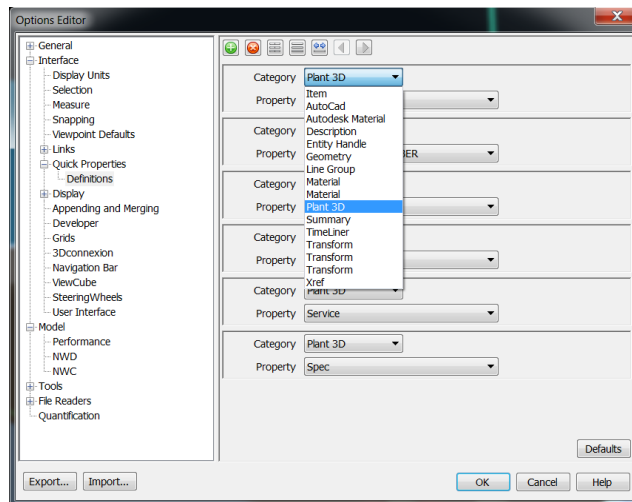 Options Editor
General
Interface
Display Units
Selection
Measure
Snapping
Viewpoint Defaults
Links
Quick Properties
Definitions
Display
Appending and Merging
Developer
Grids
3Dconnexion
Navigation Bar
ViewCube
SteeringWheels
User Interface
Model
Performance
NWD
NWC
Tools
File Readers
Quantification
Category Plant 3D
Property
Item
AutoCad
Autodesk Material
Description
Entity Handle
Geometry
Line Group
Material
Material
Plant 3D
Summary
TimeLiner
Transform
Transform
Transform
Xref
Category
Property BER
Category
Property
Category
Property
Category Plant 3D
Property Service
Category Plant 3D
Property Spec
Defaults
Export... Import... OK Cancel Help